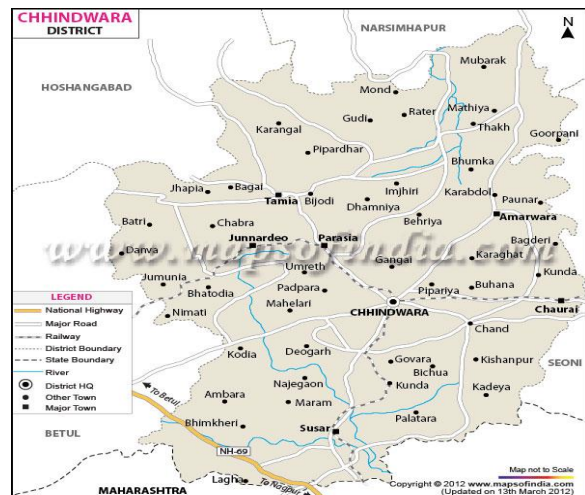 CHHINDWARA
DISTRICT
NARSIMHAPUR
N
HOSHANGABAD
Mubarak
Mond
Rater
Mathiya
Gudi
Karangal
Thakh
Goorpani
Pipardhar
Bhumka
Jhapia
Bagai
Imjhiri
Karabdol
Tamia
Bijodi
Dhamniya
Paunar
Batri
Chabra
Behriya
Amarwara
Junnardeo
Parasia
Bagderi
www.mapsofindia.com
Danva
Gangai
Karaghat
Umreth
Kunda
Jumunia
Bhatodia
Padpara
Pipariya
Buhana
Mahelari
CHHINDWARA
Chaurai
LEGEND
National Highway
Major Road
Railway
District Boundary
State Boundary
River
District HQ
Other Town
Major Town
Nimati
Chand
Kodia
Deogarh
Govara
Kishanpur
SEONI
Bichua
Najegaon
Kunda
Kadeya
To Betul
Ambara
Maram
Palatara
Bhimkheri
Susar
BETUL
NH-69
Lagha
To Nagpur
MAHARASHTRA
Map not to Scale
Copyright © 2012 www.mapsofindia.com
(Updated on 13th March 2012)